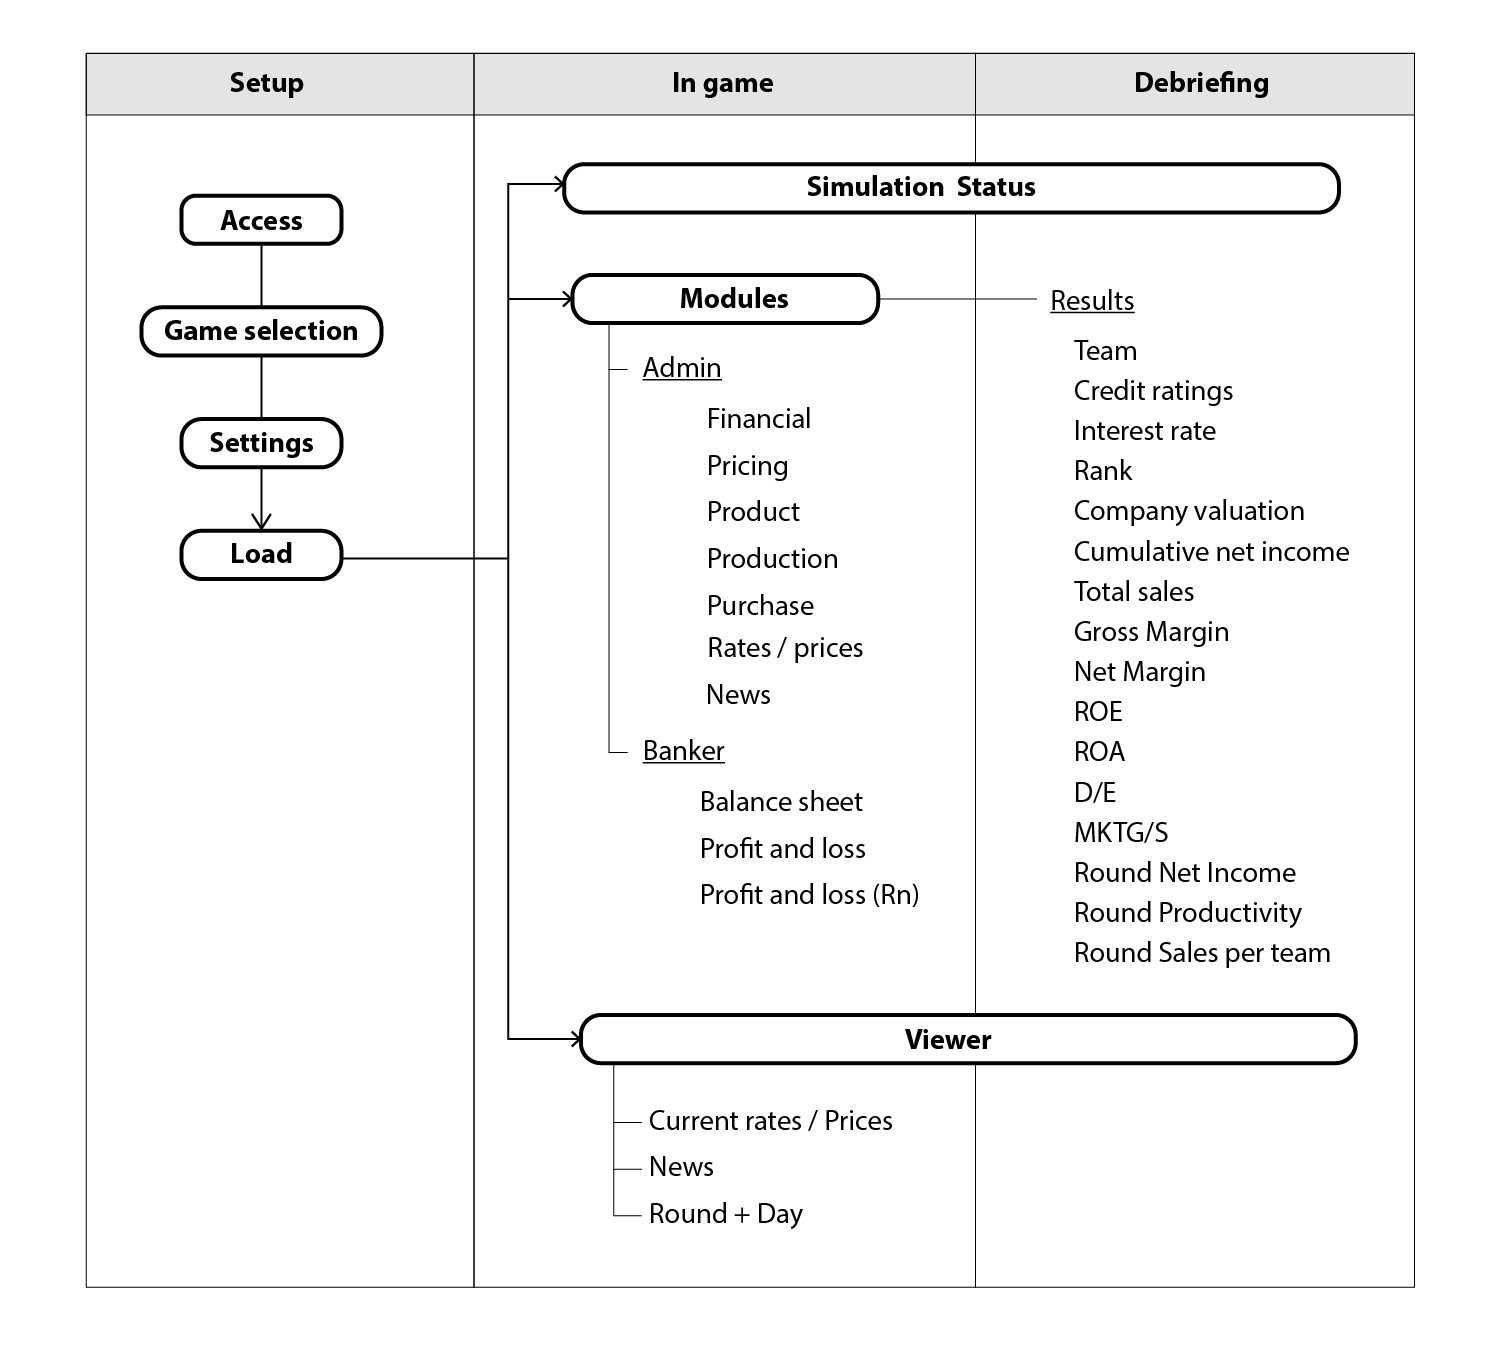 Setup
In game
Debriefing
Access
Game selection
Settings
Load
Simulation Status
Modules
Admin
Financial
Pricing
Product
Production
Purchase
Rates / prices
News
Banker
Balance sheet
Profit and loss
Profit and loss (Rn)
Results
Team
Credit ratings
Interest rate
Rank
Company valuation
Cumulative net income
Total sales
Gross Margin
Net Margin
ROE
ROA
D/E
MKTG/S
Round Net Income
Round Productivity
Round Sales per team
Viewer
Current rates / Prices
News
Round + Day